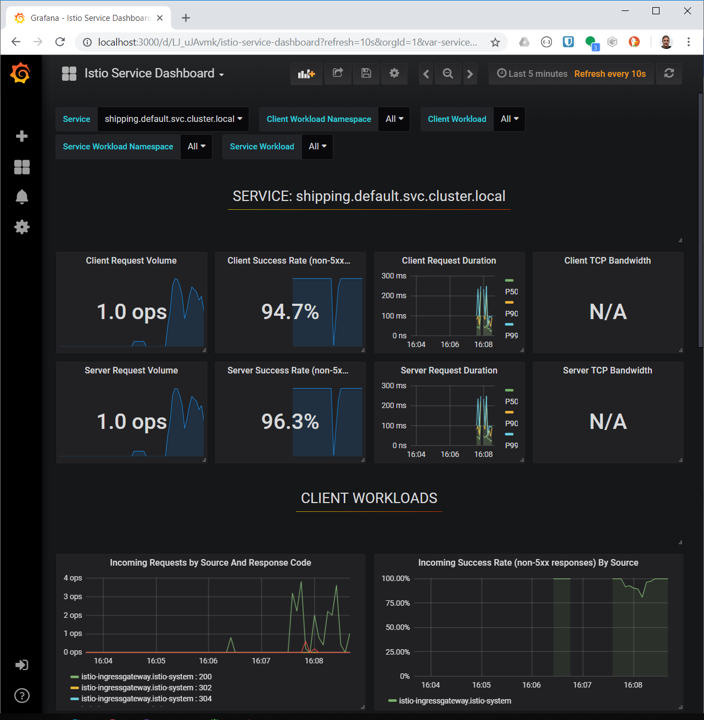 Grafana - Istio Service Dashboard
localhost:3000/d/LJ_uJAvmk/istio-service-dashboard?refresh=10s&orgId=1&var-service...
Istio Service Dashboard
Last 5 minutes Refresh every 10s
Service shipping.default.svc.cluster.local Client Workload Namespace All Client Workload All
Service Workload Namespace All Service Workload All
SERVICE: shipping.default.svc.cluster.local
Client Request Volume
1.0 ops
Client Success Rate (non-5xx...
94.7%
Client Request Duration
300 ms
200 ms
100 ms
0 ns
16:04 16:06 16:08
P50
P90
P99
Client TCP Bandwidth
N/A
Server Request Volume
1.0 ops
Server Success Rate (non-5x...
96.3%
Server Request Duration
300 ms
200 ms
100 ms
0 ns
16:04 16:06 16:08
P50
P90
P99
Server TCP Bandwidth
N/A
CLIENT WORKLOADS
Incoming Requests by Source And Response Code
4 ops
3 ops
2 ops
1 ops
0 ops
16:04 16:05 16:06 16:07 16:08
istio-ingressgateway.istio-system : 200
istio-ingressgateway.istio-system : 302
istio-ingressgateway.istio-system : 304
Incoming Success Rate (non-5xx responses) By Source
100.00%
75.00%
50.00%
25.00%
0%
16:04 16:05 16:06 16:07 16:08
istio-ingressgateway.istio-system